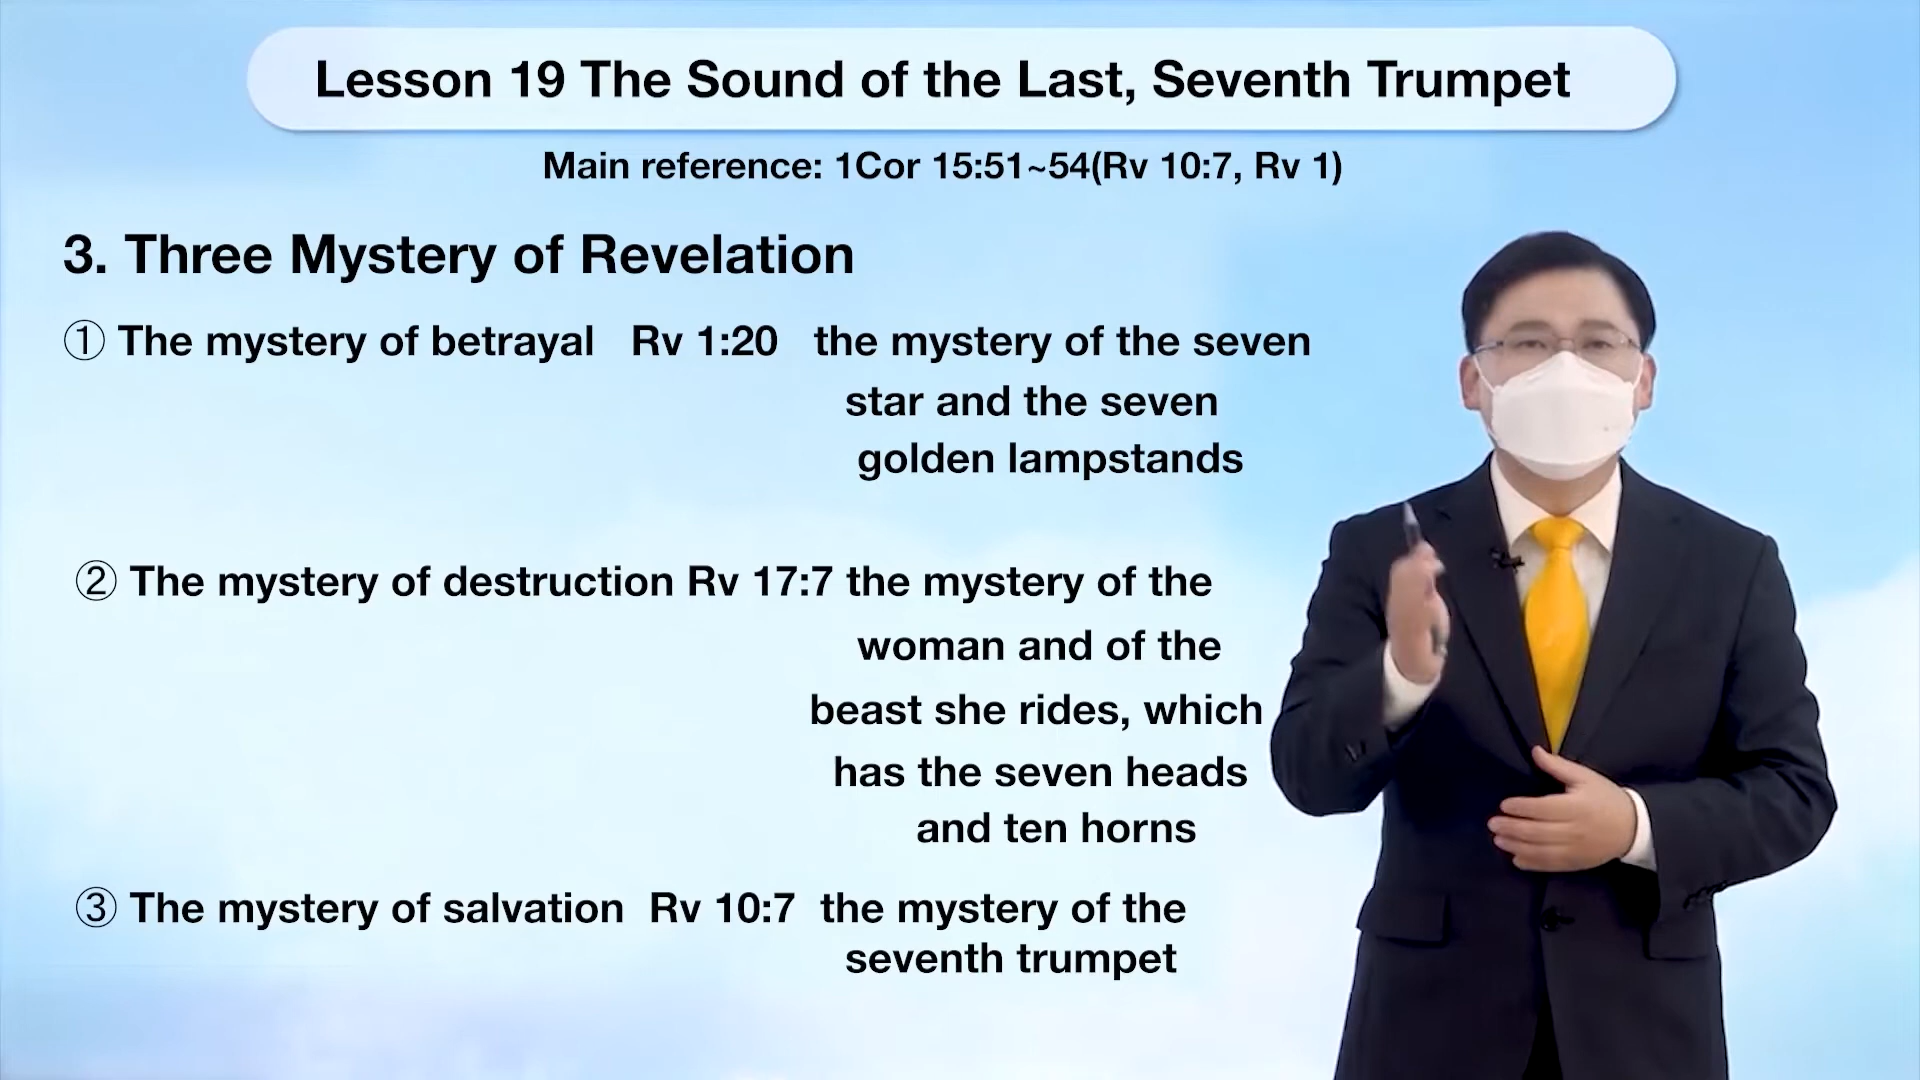 Lesson 19 The Sound of the Last, Seventh Trumpet
Main reference: 1Cor 15:51~54(Rv 10:7, Rv 1)
3. Three Mystery of Revelation
① The mystery of betrayal Rv 1:20 the mystery of the seven
star and the seven
golden lampstands
② The mystery of destruction Rv 17:7 the mystery of the
woman and of the
beast she rides, which
has the seven heads
and ten horns
③ The mystery of salvation Rv 10:7 the mystery of the
seventh trumpet